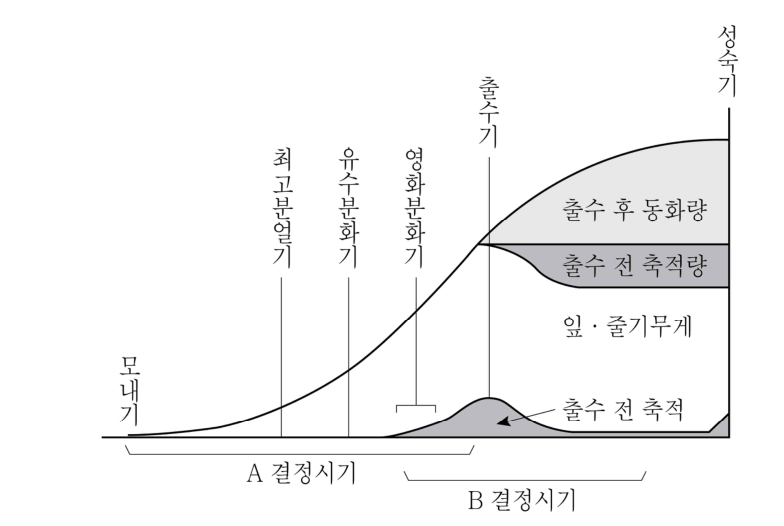 모내기
최고분얼기
유수분화기
영화분화기
출수기
성숙기
출수 후 동화량
출수 전 축적량
잎 · 줄기무게
출수 전 축적
A 결정시기
B 결정시기